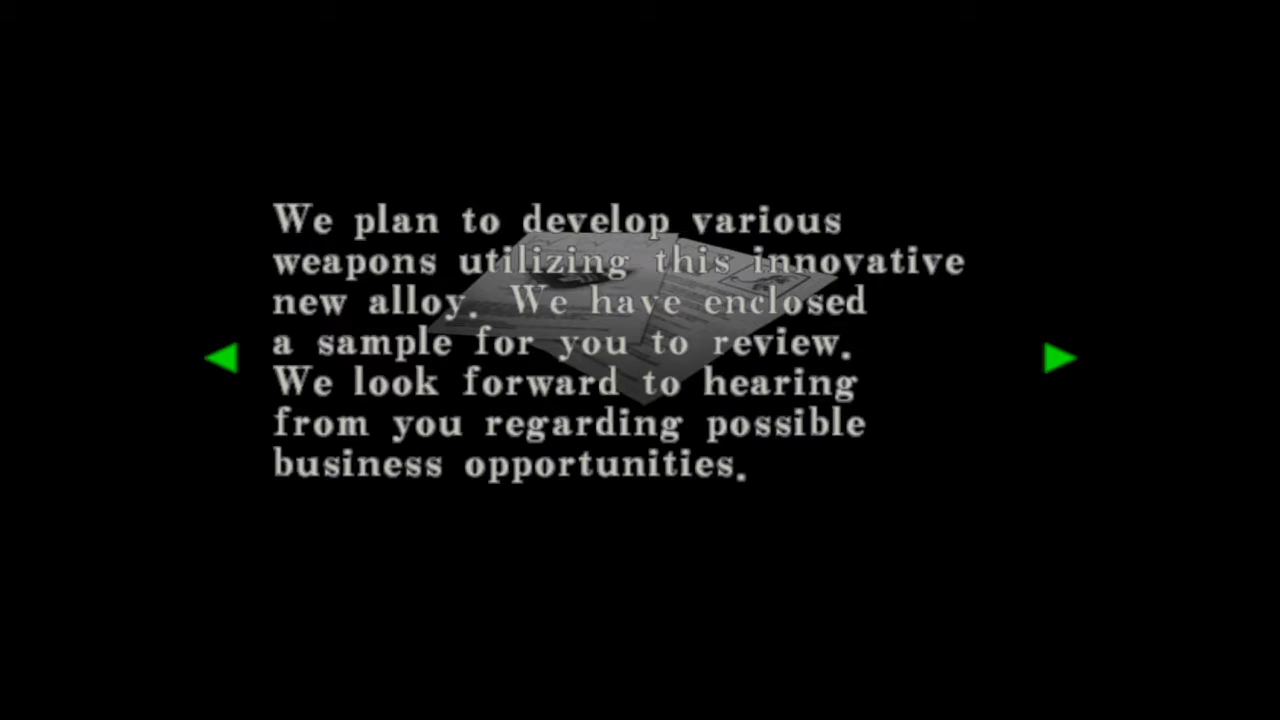 We plan to develop various
weapons utilizing this innovative
new alloy. We have enclosed
a sample for you to review.
We look forward to hearing
from you regarding possible
business opportunities.